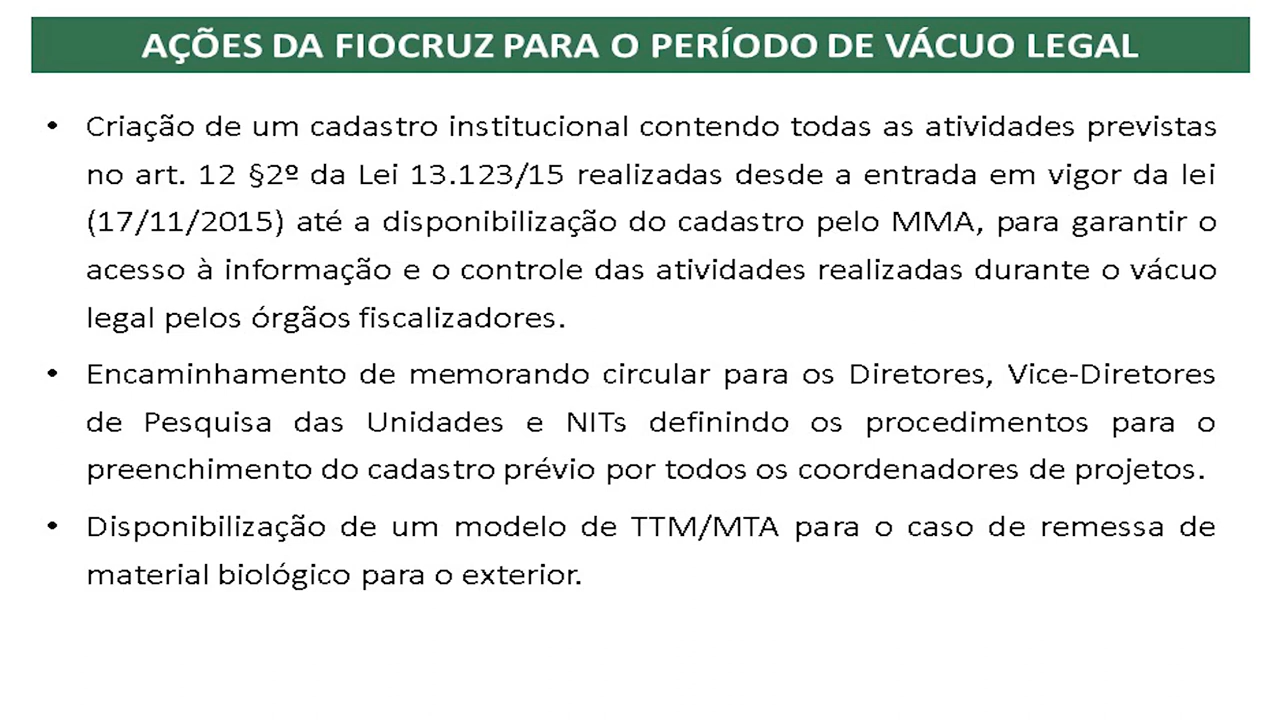 AÇÕES DA FIOCRUZ PARA O PERÍODO DE VÁCUO LEGAL
• Criação de um cadastro institucional contendo todas as atividades previstas
no art. 12 §2º da Lei 13.123/15 realizadas desde a entrada em vigor da lei
(17/11/2015) até a disponibilização do cadastro pelo MMA, para garantir o
acesso à informação e o controle das atividades realizadas durante o vácuo
legal pelos órgãos fiscalizadores.
• Encaminhamento de memorando circular para os Diretores, Vice-Diretores
de Pesquisa das Unidades e NITs definindo os procedimentos para o
preenchimento do cadastro prévio por todos os coordenadores de projetos.
• Disponibilização de um modelo de TTM/MTA para o caso de remessa de
material biológico para o exterior.